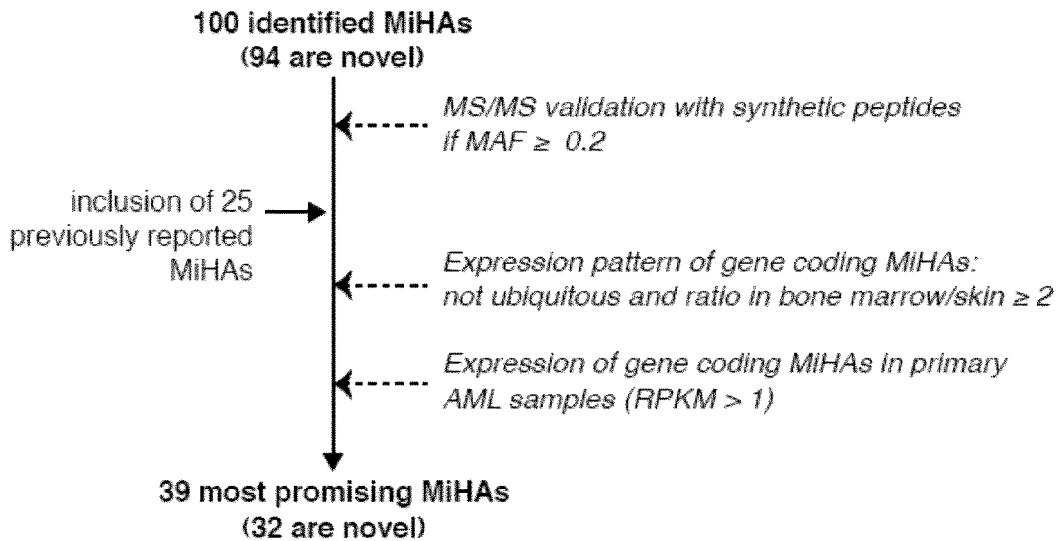 100 identified MiHAs
(94 are novel)
MS/MS validation with synthetic peptides
if MAF ≥ 0.2
inclusion of 25
previously reported
MiHAs
Expression pattern of gene coding MiHAs:
not ubiquitous and ratio in bone marrow/skin ≥ 2
Expression of gene coding MiHAs in primary
AML samples (RPKM > 1)
39 most promising MiHAs
(32 are novel)